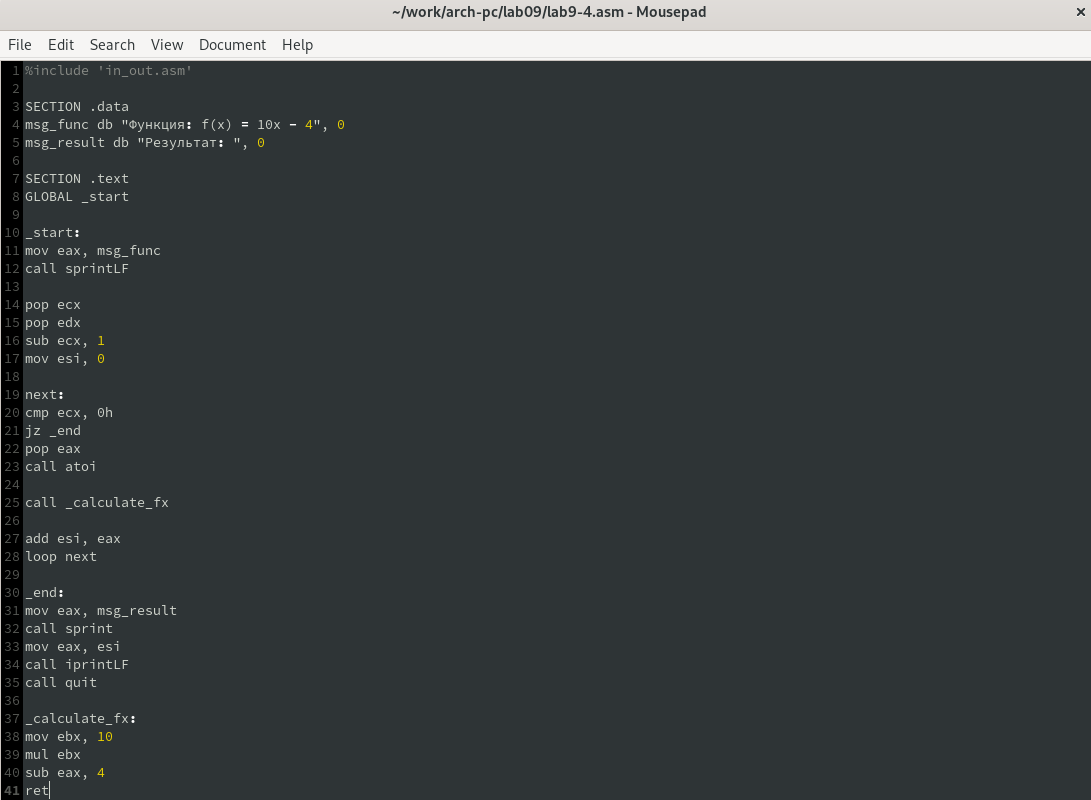 ~/work/arch-pc/lab09/lab9-4.asm - Mousepad
×
File Edit Search View Document Help
1 %include 'in_out.asm'
2
3 SECTION .data
4 msg_func db "Функция: f(x) = 10x - 4", 0
5 msg_result db "Результат: ", 0
6
7 SECTION .text
8 GLOBAL _start
9
10 _start:
11 mov eax, msg_func
12 call sprintLF
13
14 pop ecx
15 pop edx
16 sub ecx, 1
17 mov esi, 0
18
19 next:
20 cmp ecx, 0h
21 jz _end
22 pop eax
23 call atoi
24
25 call _calculate_fx
26
27 add esi, eax
28 loop next
29
30 _end:
31 mov eax, msg_result
32 call sprint
33 mov eax, esi
34 call iprintLF
35 call quit
36
37 _calculate_fx:
38 mov ebx, 10
39 mul ebx
40 sub eax, 4
41 ret